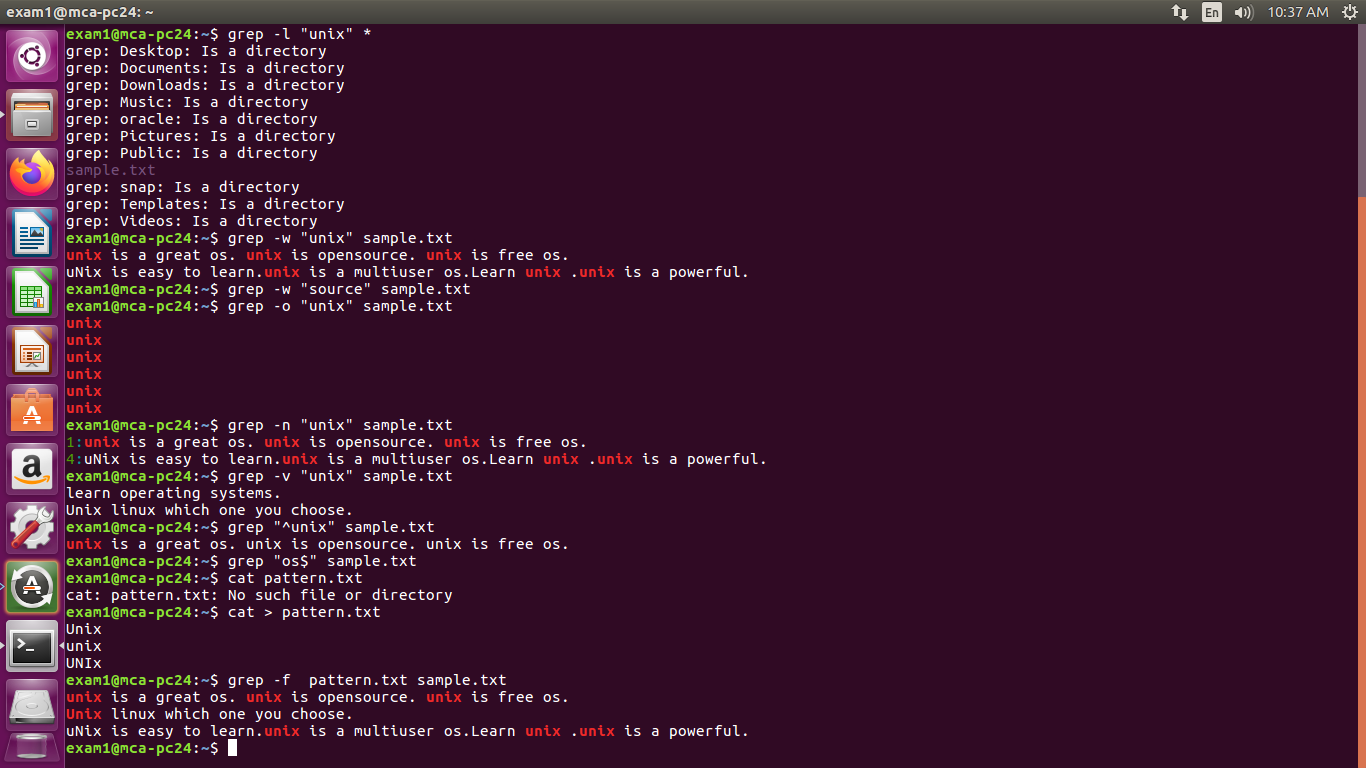 exam1@mca-pc24: ~
En
10:37 AM
exam1@mca-pc24:~$ grep -l "unix" *
grep: Desktop: Is a directory
grep: Documents: Is a directory
grep: Downloads: Is a directory
grep: Music: Is a directory
grep: oracle: Is a directory
grep: Pictures: Is a directory
grep: Public: Is a directory
sample.txt
grep: snap: Is a directory
grep: Templates: Is a directory
grep: Videos: Is a directory
exam1@mca-pc24:~$ grep -w "unix" sample.txt
unix is a great os. unix is opensource. unix is free os.
uNix is easy to learn.unix is a multiuser os.Learn unix .unix is a powerful.
exam1@mca-pc24:~$ grep -w "source" sample.txt
exam1@mca-pc24:~$ grep -o "unix" sample.txt
unix
unix
unix
unix
unix
unix
exam1@mca-pc24:~$ grep -n "unix" sample.txt
1:unix is a great os. unix is opensource. unix is free os.
4:uNix is easy to learn.unix is a multiuser os.Learn unix .unix is a powerful.
exam1@mca-pc24:~$ grep -v "unix" sample.txt
learn operating systems.
Unix linux which one you choose.
exam1@mca-pc24:~$ grep "^unix" sample.txt
unix is a great os. unix is opensource. unix is free os.
exam1@mca-pc24:~$ grep "os$" sample.txt
exam1@mca-pc24:~$ cat pattern.txt
cat: pattern.txt: No such file or directory
exam1@mca-pc24:~$ cat > pattern.txt
Unix
unix
UNIx
exam1@mca-pc24:~$ grep -f  pattern.txt sample.txt
unix is a great os. unix is opensource. unix is free os.
Unix linux which one you choose.
uNix is easy to learn.unix is a multiuser os.Learn unix .unix is a powerful.
exam1@mca-pc24:~$